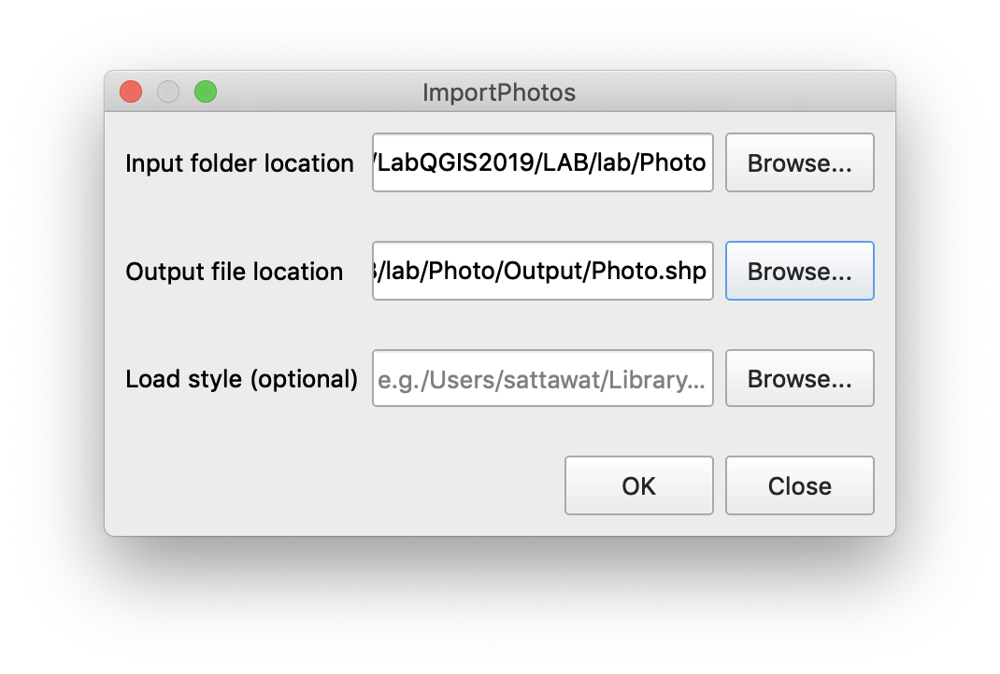 ImportPhotos
Input folder location /LabQGIS2019/LAB/lab/Photo Browse...
Output file location /lab/Photo/Output/Photo.shp Browse...
Load style (optional) e.g./Users/sattawat/Library... Browse...
OK Close